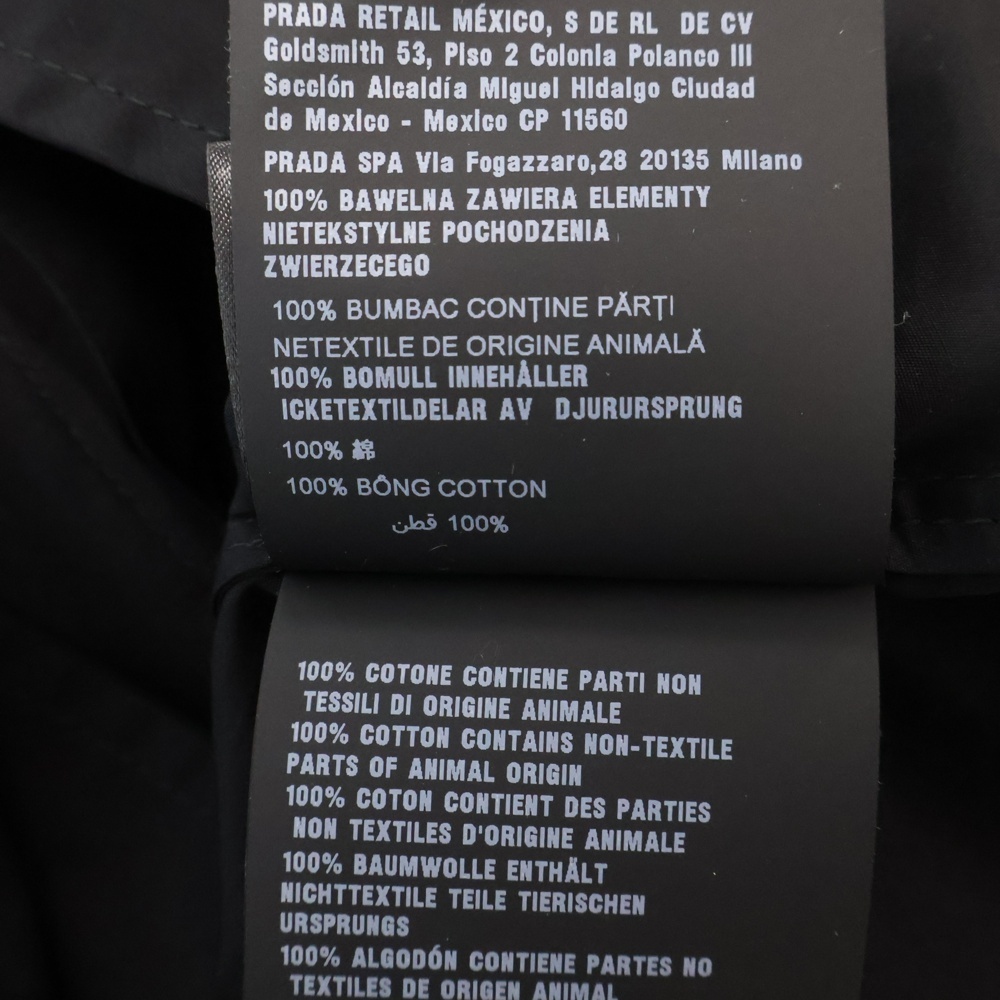 PRADA RETAIL MÉXICO, S DE RL DE CV
Goldsmith 53, Piso 2 Colonia Polanco III
Sección Alcaldía Miguel Hidalgo Ciudad
de Mexico - Mexico CP 11560
PRADA SPA Via Fogazzaro,28 20135 Milano
100% BAWELNA ZAWIERA ELEMENTY
NIETEKSTYLNE POCHODZENIA
ZWIERZECEGO
100% BUMBAC CONȚINE PĂRȚI
NETEXTILE DE ORIGINE ANIMALĂ
100% BOMULL INNEHÅLLER
ICKETEXTILDELAR AV DJURURSPRUNG
100% 綿
100% BÔNG COTTON
100% قطن
100% COTONE CONTIENE PARTI NON
TESSILI DI ORIGINE ANIMALE
100% COTTON CONTAINS NON-TEXTILE
PARTS OF ANIMAL ORIGIN
100% COTON CONTIENT DES PARTIES
NON TEXTILES D'ORIGINE ANIMALE
100% BAUMWOLLE ENTHÄLT
NICHTTEXTILE TEILE TIERISCHEN
URSPRUNGS
100% ALGODÓN CONTIENE PARTES NO
TEXTILES DE ORIGEN ANIMAL